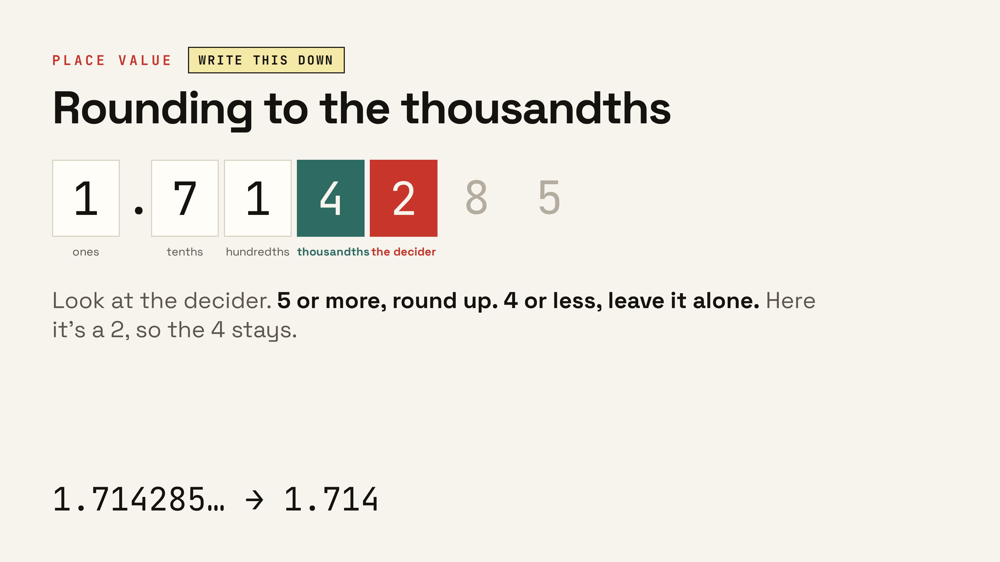 PLACE VALUE WRITE THIS DOWN
Rounding to the thousandths
1 . 7 1 4 2 8 5
ones tenths hundredths thousandths the decider
Look at the decider. 5 or more, round up. 4 or less, leave it alone. Here
it’s a 2, so the 4 stays.
1.714285… → 1.714